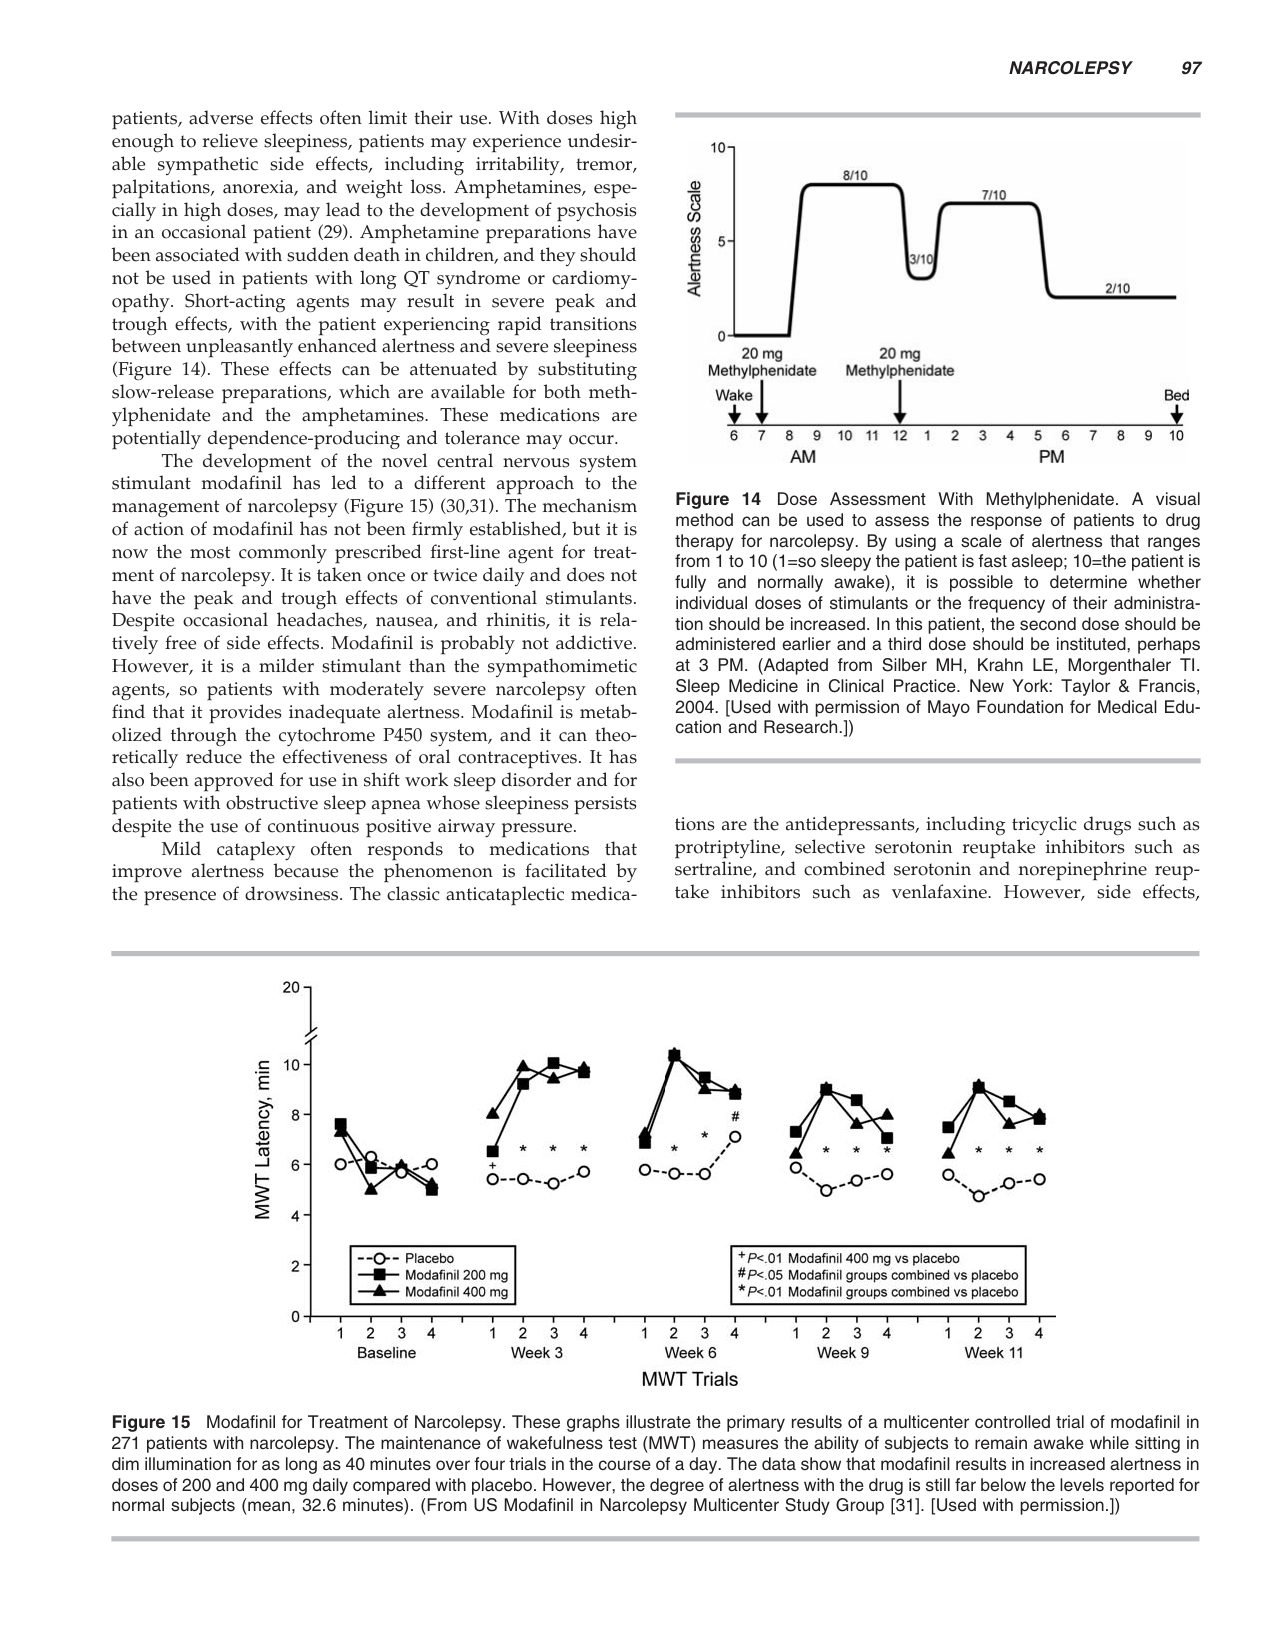 NARCOLEPSY 97
patients, adverse effects often limit their use. With doses high
enough to relieve sleepiness, patients may experience undesir-
able sympathetic side effects, including irritability, tremor,
palpitations, anorexia, and weight loss. Amphetamines, espe-
cially in high doses, may lead to the development of psychosis
in an occasional patient (29). Amphetamine preparations have
been associated with sudden death in children, and they should
not be used in patients with long QT syndrome or cardiomy-
opathy. Short-acting agents may result in severe peak and
trough effects, with the patient experiencing rapid transitions
between unpleasantly enhanced alertness and severe sleepiness
(Figure 14). These effects can be attenuated by substituting
slow-release preparations, which are available for both meth-
ylphenidate and the amphetamines. These medications are
potentially dependence-producing and tolerance may occur.
The development of the novel central nervous system
stimulant modafinil has led to a different approach to the
management of narcolepsy (Figure 15) (30,31). The mechanism
of action of modafinil has not been firmly established, but it is
now the most commonly prescribed first-line agent for treat-
ment of narcolepsy. It is taken once or twice daily and does not
have the peak and trough effects of conventional stimulants.
Despite occasional headaches, nausea, and rhinitis, it is rela-
tively free of side effects. Modafinil is probably not addictive.
However, it is a milder stimulant than the sympathomimetic
agents, so patients with moderately severe narcolepsy often
find that it provides inadequate alertness. Modafinil is metab-
olized through the cytochrome P450 system, and it can theo-
retically reduce the effectiveness of oral contraceptives. It has
also been approved for use in shift work sleep disorder and for
patients with obstructive sleep apnea whose sleepiness persists
despite the use of continuous positive airway pressure.
Mild cataplexy often responds to medications that
improve alertness because the phenomenon is facilitated by
the presence of drowsiness. The classic anticataplectic medica-
10
8/10
7/10
Alertness Scale
5
3/10
2/10
0
20 mg 20 mg
Methylphenidate Methylphenidate
Wake Bed
6 7 8 9 10 11 12 1 2 3 4 5 6 7 8 9 10
AM PM
Figure 14 Dose Assessment With Methylphenidate. A visual
method can be used to assess the response of patients to drug
therapy for narcolepsy. By using a scale of alertness that ranges
from 1 to 10 (1=so sleepy the patient is fast asleep; 10=the patient is
fully and normally awake), it is possible to determine whether
individual doses of stimulants or the frequency of their administra-
tion should be increased. In this patient, the second dose should be
administered earlier and a third dose should be instituted, perhaps
at 3 PM. (Adapted from Silber MH, Krahn LE, Morgenthaler TI.
Sleep Medicine in Clinical Practice. New York: Taylor & Francis,
2004. [Used with permission of Mayo Foundation for Medical Edu-
cation and Research.])
tions are the antidepressants, including tricyclic drugs such as
protriptyline, selective serotonin reuptake inhibitors such as
sertraline, and combined serotonin and norepinephrine reup-
take inhibitors such as venlafaxine. However, side effects,
20
10
8
6
4
2
0
MWT Latency, min
#
* * * * * * * * * * *
+
Placebo
Modafinil 200 mg
Modafinil 400 mg
+P<.01 Modafinil 400 mg vs placebo
#P<.05 Modafinil groups combined vs placebo
*P<.01 Modafinil groups combined vs placebo
1 2 3 4 1 2 3 4 1 2 3 4 1 2 3 4 1 2 3 4
Baseline Week 3 Week 6 Week 9 Week 11
MWT Trials
Figure 15 Modafinil for Treatment of Narcolepsy. These graphs illustrate the primary results of a multicenter controlled trial of modafinil in
271 patients with narcolepsy. The maintenance of wakefulness test (MWT) measures the ability of subjects to remain awake while sitting in
dim illumination for as long as 40 minutes over four trials in the course of a day. The data show that modafinil results in increased alertness in
doses of 200 and 400 mg daily compared with placebo. However, the degree of alertness with the drug is still far below the levels reported for
normal subjects (mean, 32.6 minutes). (From US Modafinil in Narcolepsy Multicenter Study Group [31]. [Used with permission.])